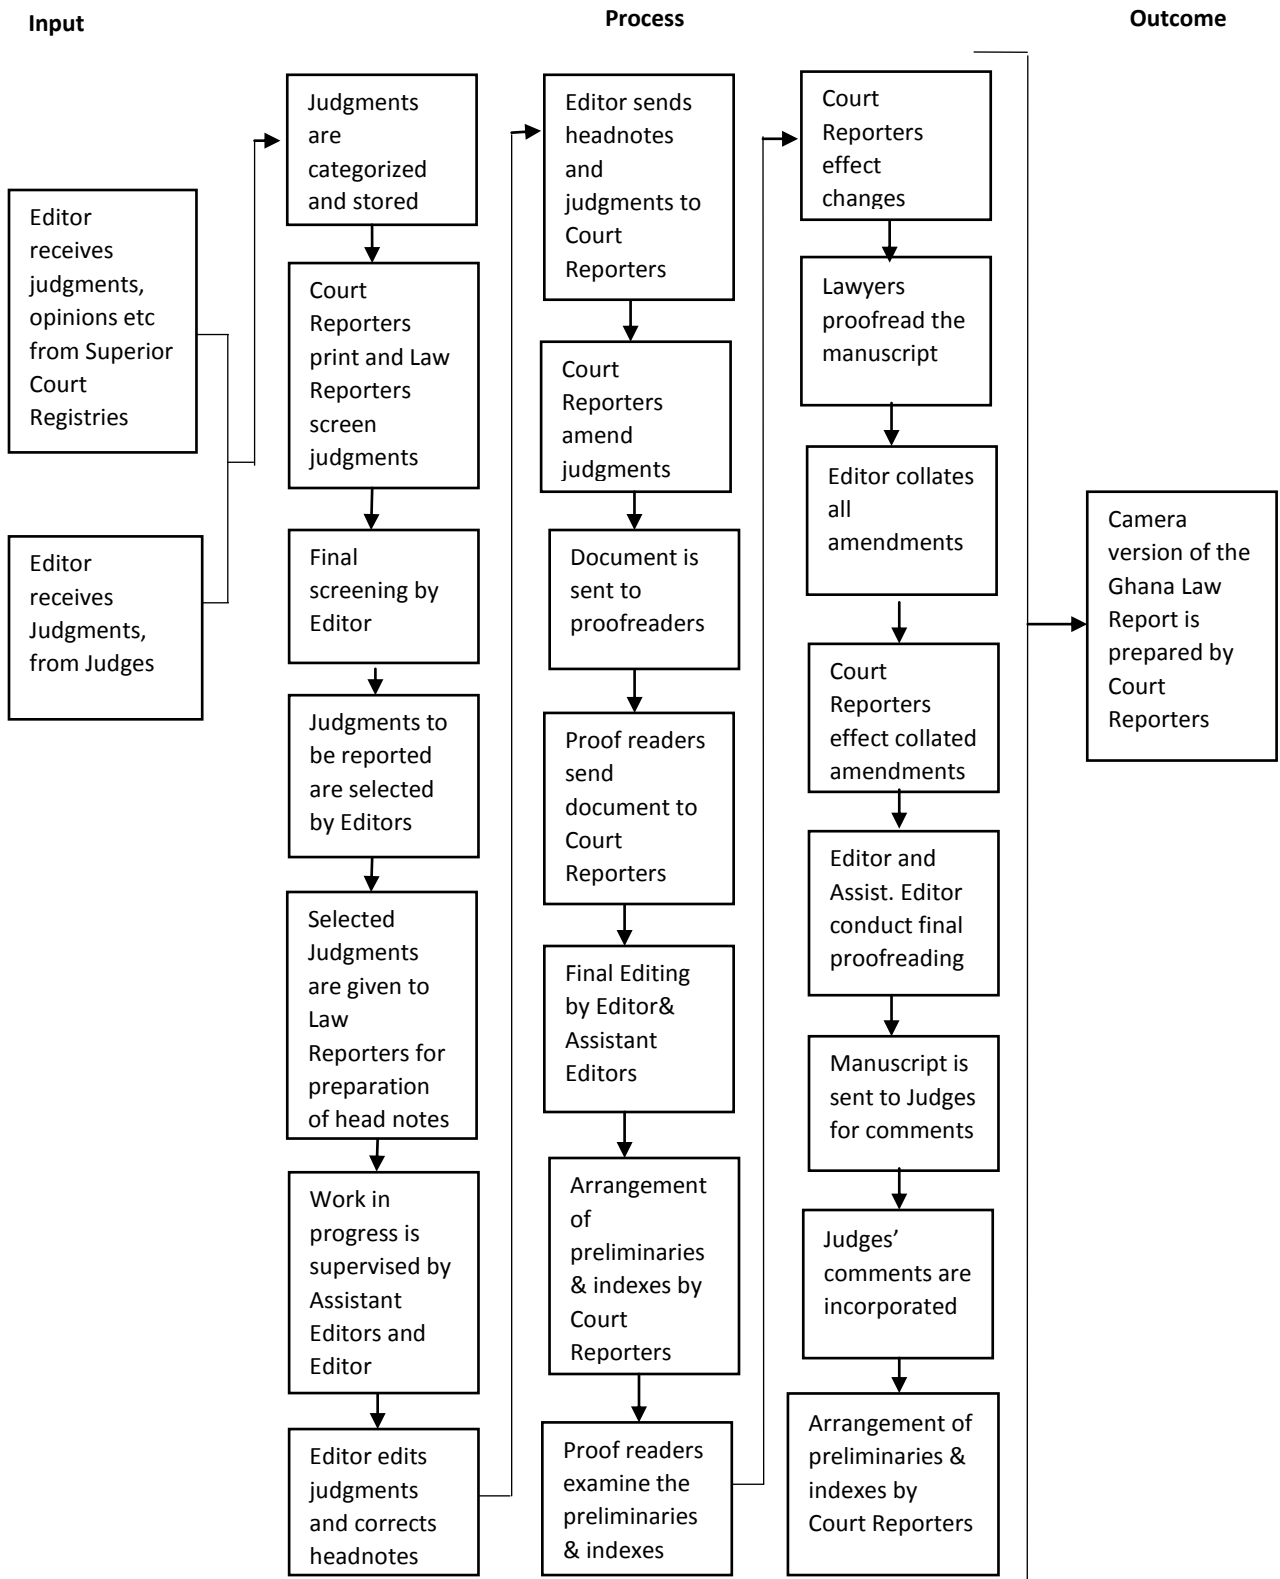 Input
Process
Outcome
Editor
receives
judgments,
opinions etc
from Superior
Court
Registries
Editor
receives
Judgments,
from Judges
Judgments
are
categorized
and stored
Court
Reporters
print and Law
Reporters
screen
judgments
Final
screening by
Editor
Judgments to
be reported
are selected
by Editors
Selected
Judgments
are given to
Law
Reporters for
preparation
of head notes
Work in
progress is
supervised by
Assistant
Editors and
Editor
Editor edits
judgments
and corrects
headnotes
Editor sends
headnotes
and
judgments to
Court
Reporters
Court
Reporters
amend
judgments
Document is
sent to
proofreaders
Proof readers
send
document to
Court
Reporters
Final Editing
by Editor&
Assistant
Editors
Arrangement
of
preliminaries
& indexes by
Court
Reporters
Proof readers
examine the
preliminaries
& indexes
Court
Reporters
effect
changes
Lawyers
proofread the
manuscript
Editor collates
all
amendments
Court
Reporters
effect collated
amendments
Editor and
Assist. Editor
conduct final
proofreading
Manuscript is
sent to Judges
for comments
Judges’
comments are
incorporated
Arrangement of
preliminaries &
indexes by
Court Reporters
Camera
version of the
Ghana Law
Report is
prepared by
Court
Reporters